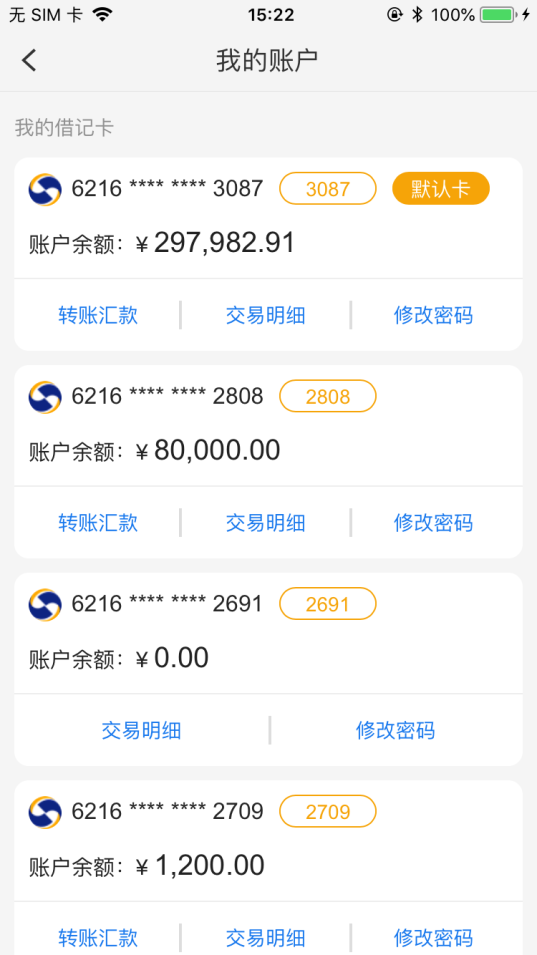 无 SIM 卡 15:22 100%
我的账户
我的借记卡
6216 **** **** 3087 3087 默认卡
账户余额：¥ 297,982.91
转账汇款 交易明细 修改密码
6216 **** **** 2808 2808
账户余额：¥ 80,000.00
转账汇款 交易明细 修改密码
6216 **** **** 2691 2691
账户余额：¥ 0.00
交易明细 修改密码
6216 **** **** 2709 2709
账户余额：¥ 1,200.00
转账汇款 交易明细 修改密码